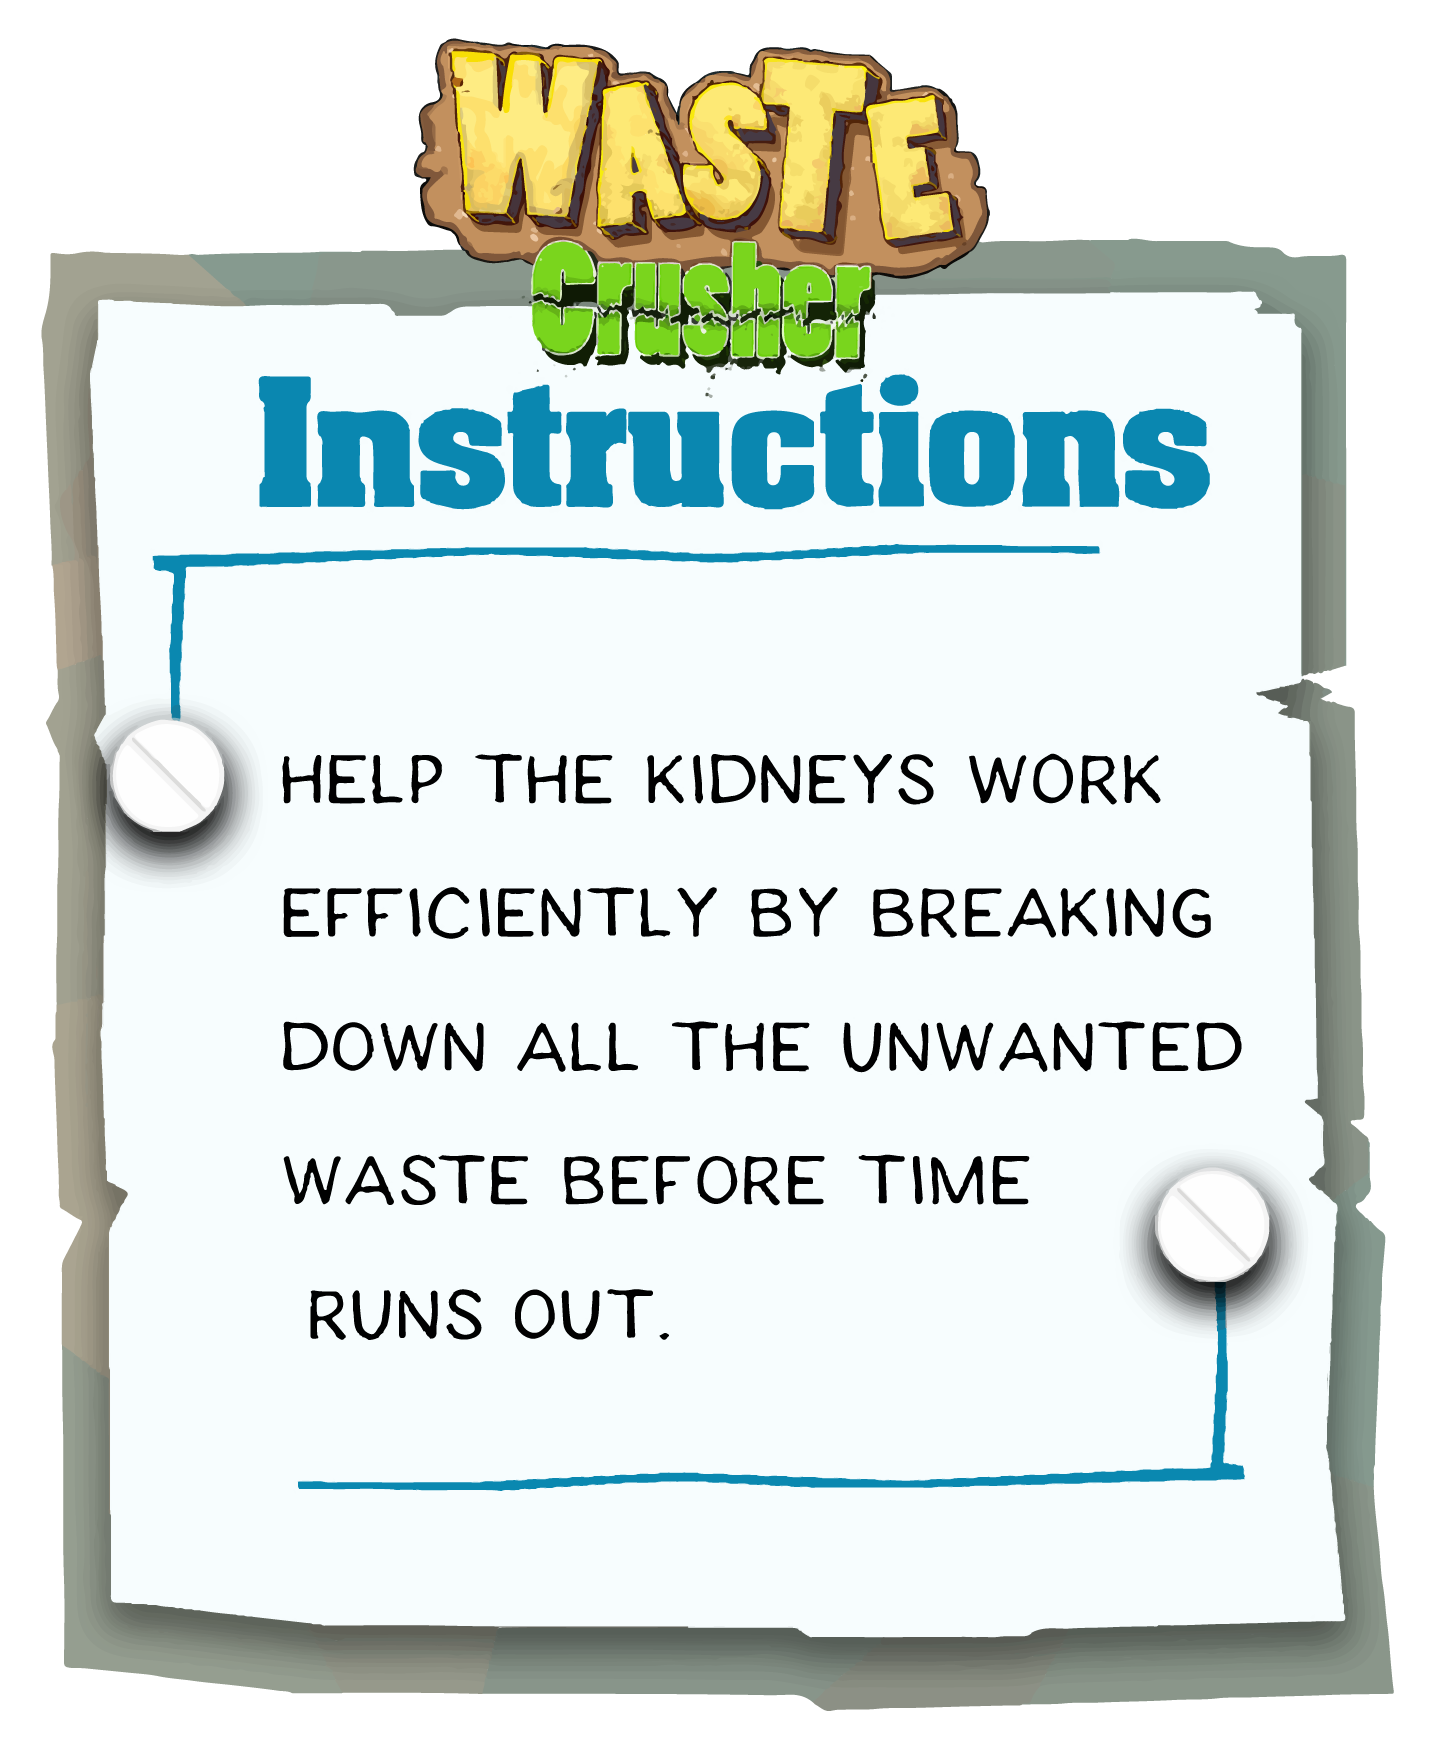 WASTE
Crusher
Instructions
HELP THE KIDNEYS WORK
EFFICIENTLY BY BREAKING
DOWN ALL THE UNWANTED
WASTE BEFORE TIME
RUNS OUT.